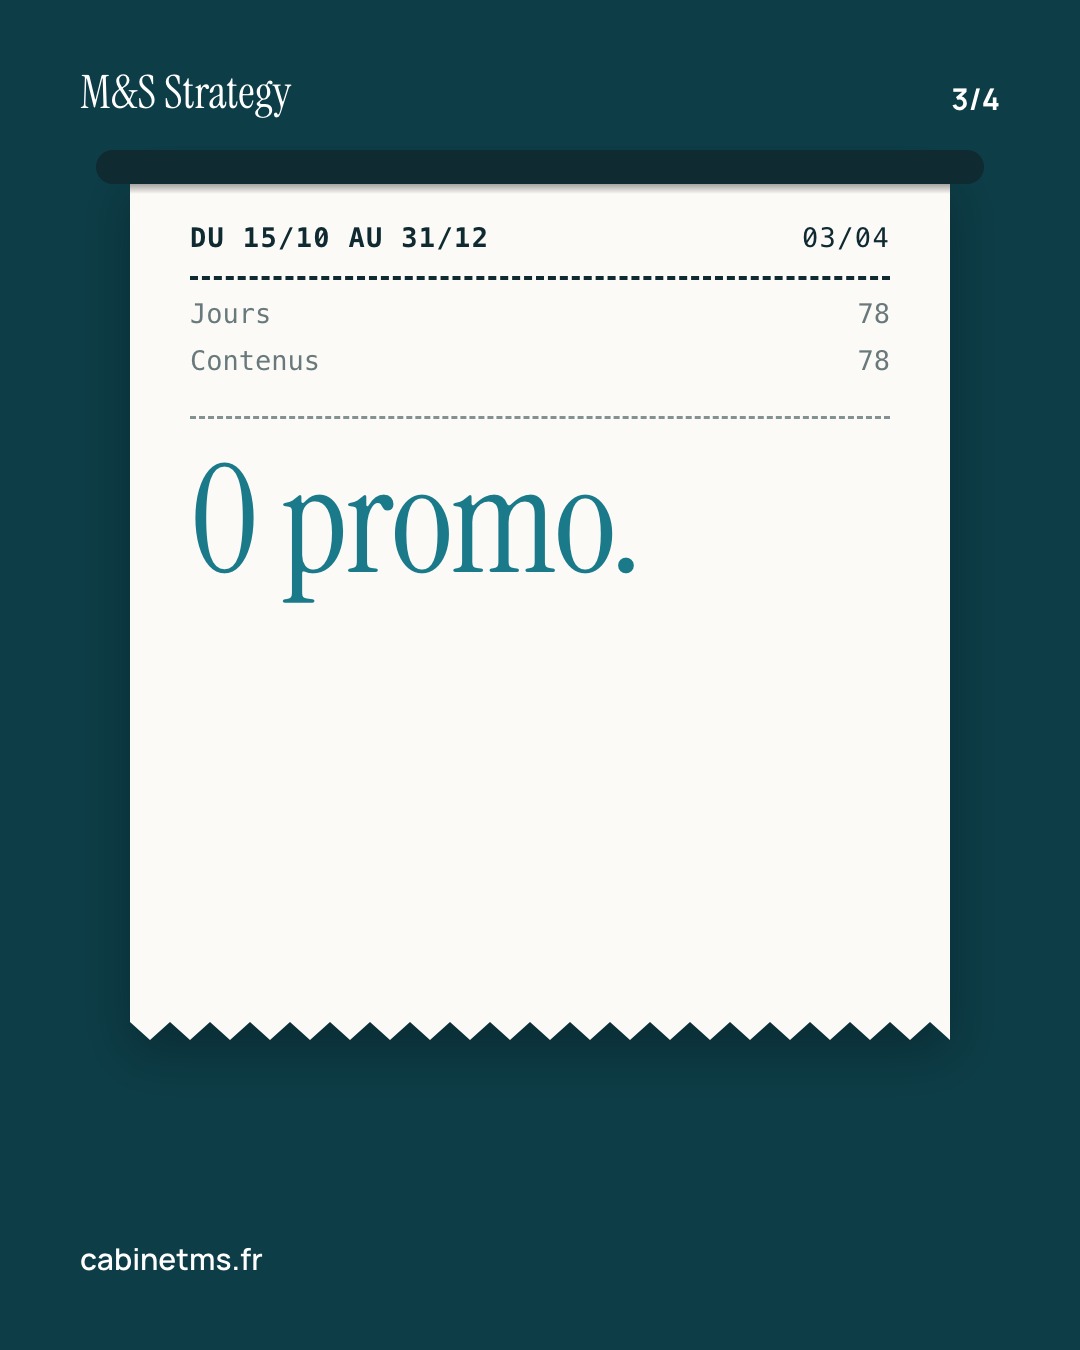 M&S Strategy
3/4
DU 15/10 AU 31/12 03/04
Jours 78
Contenus 78
0 promo.
cabinetms.fr